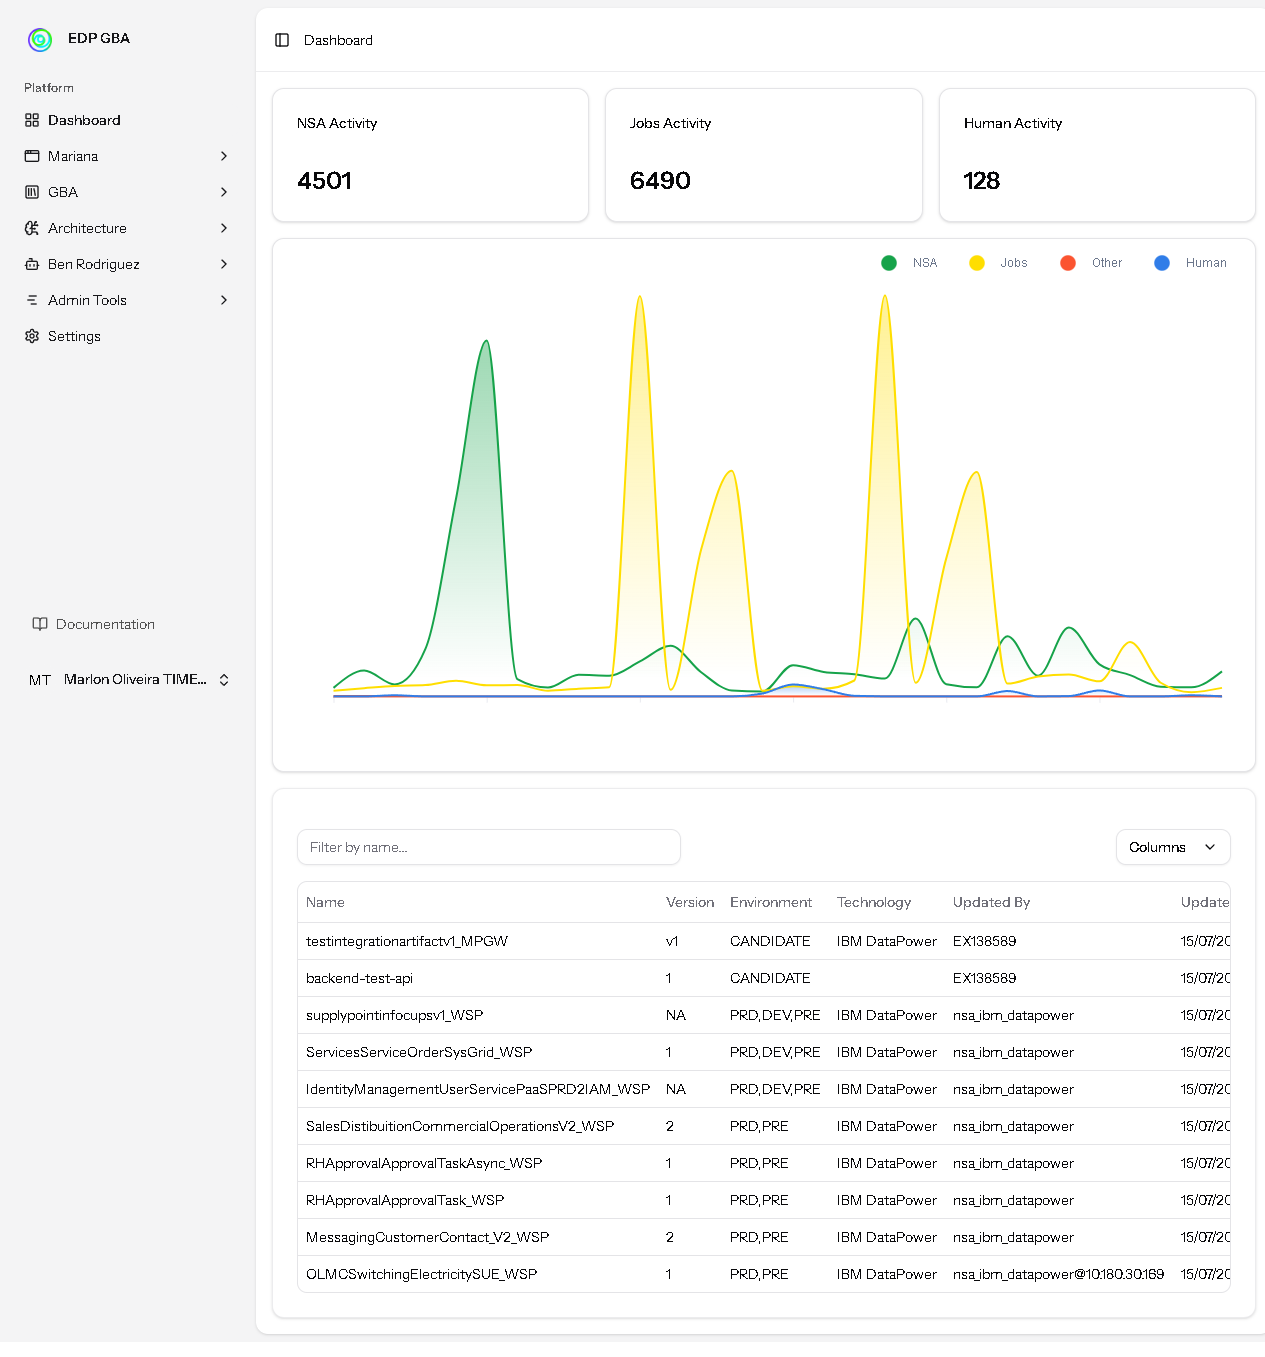 EDP GBA
Platform
Dashboard
Mariana
GBA
Architecture
Ben Rodriguez
Admin Tools
Settings
Documentation
MT Marlon Oliveira TIME...
Dashboard
NSA Activity
4501
Jobs Activity
6490
Human Activity
128
NSA Jobs Other Human
Filter by name...
Columns
Name Version Environment Technology Updated By Update
testintegrationartifactv1_MPGW v1 CANDIDATE IBM DataPower EX138589 15/07/20
backend-test-api 1 CANDIDATE EX138589 15/07/20
supplypointinfocupsv1_WSP NA PRD,DEV,PRE IBM DataPower nsa_ibm_datapower 15/07/20
ServicesServiceOrderSysGrid_WSP 1 PRD,DEV,PRE IBM DataPower nsa_ibm_datapower 15/07/20
IdentityManagementUserServicePaaSPRD2IAM_WSP NA PRD,DEV,PRE IBM DataPower nsa_ibm_datapower 15/07/20
SalesDistibuitionCommercialOperationsV2_WSP 2 PRD,PRE IBM DataPower nsa_ibm_datapower 15/07/20
RHApprovalApprovalTaskAsync_WSP 1 PRD,PRE IBM DataPower nsa_ibm_datapower 15/07/20
RHApprovalApprovalTask_WSP 1 PRD,PRE IBM DataPower nsa_ibm_datapower 15/07/20
MessagingCustomerContact_V2_WSP 2 PRD,PRE IBM DataPower nsa_ibm_datapower 15/07/20
OLMCSwitchingElectricitySUE_WSP 1 PRD,PRE IBM DataPower nsa_ibm_datapower@10.180.30.169 15/07/20